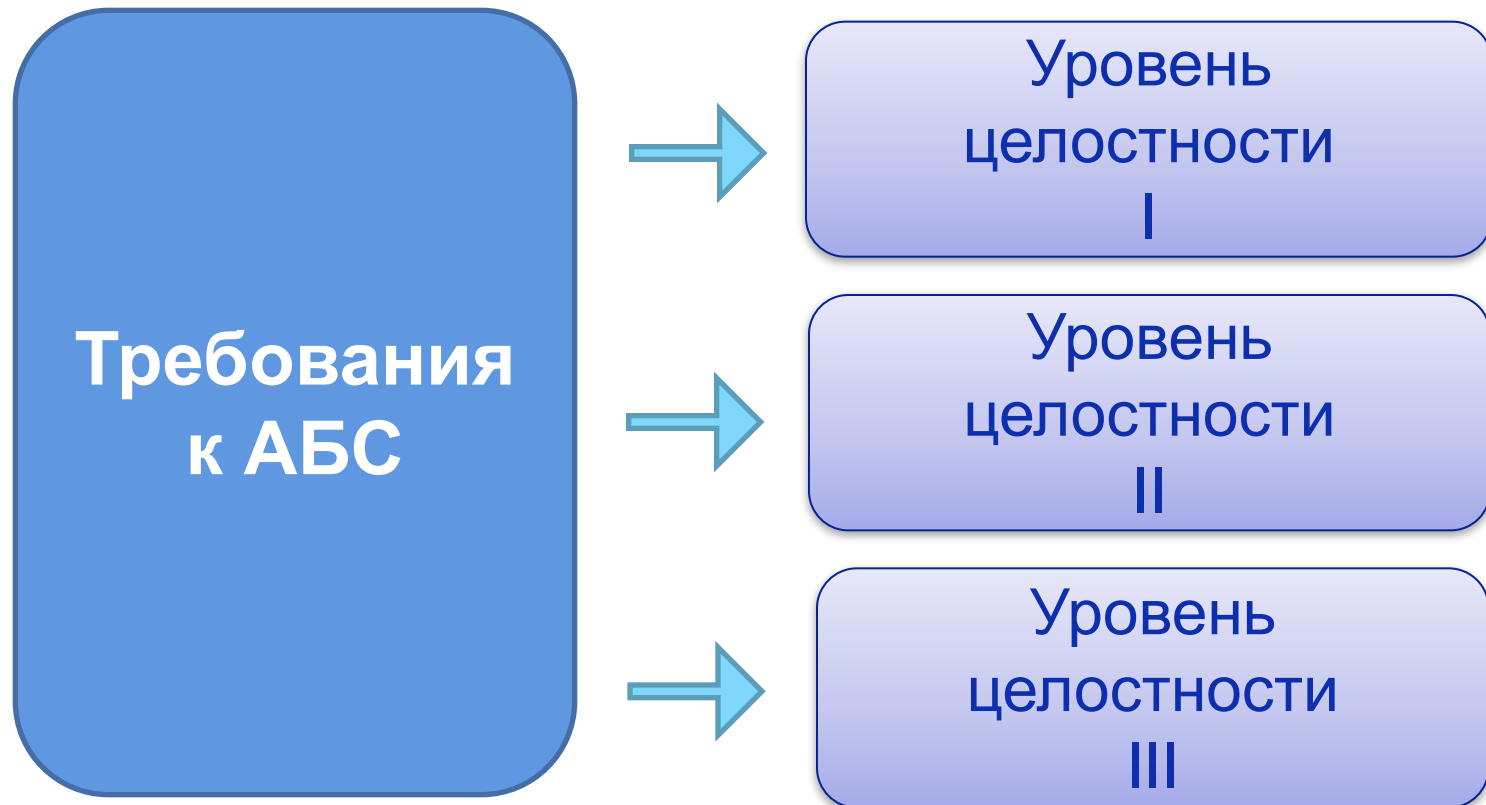 Требования
к АБС
Уровень
целостности
I
Уровень
целостности
II
Уровень
целостности
III